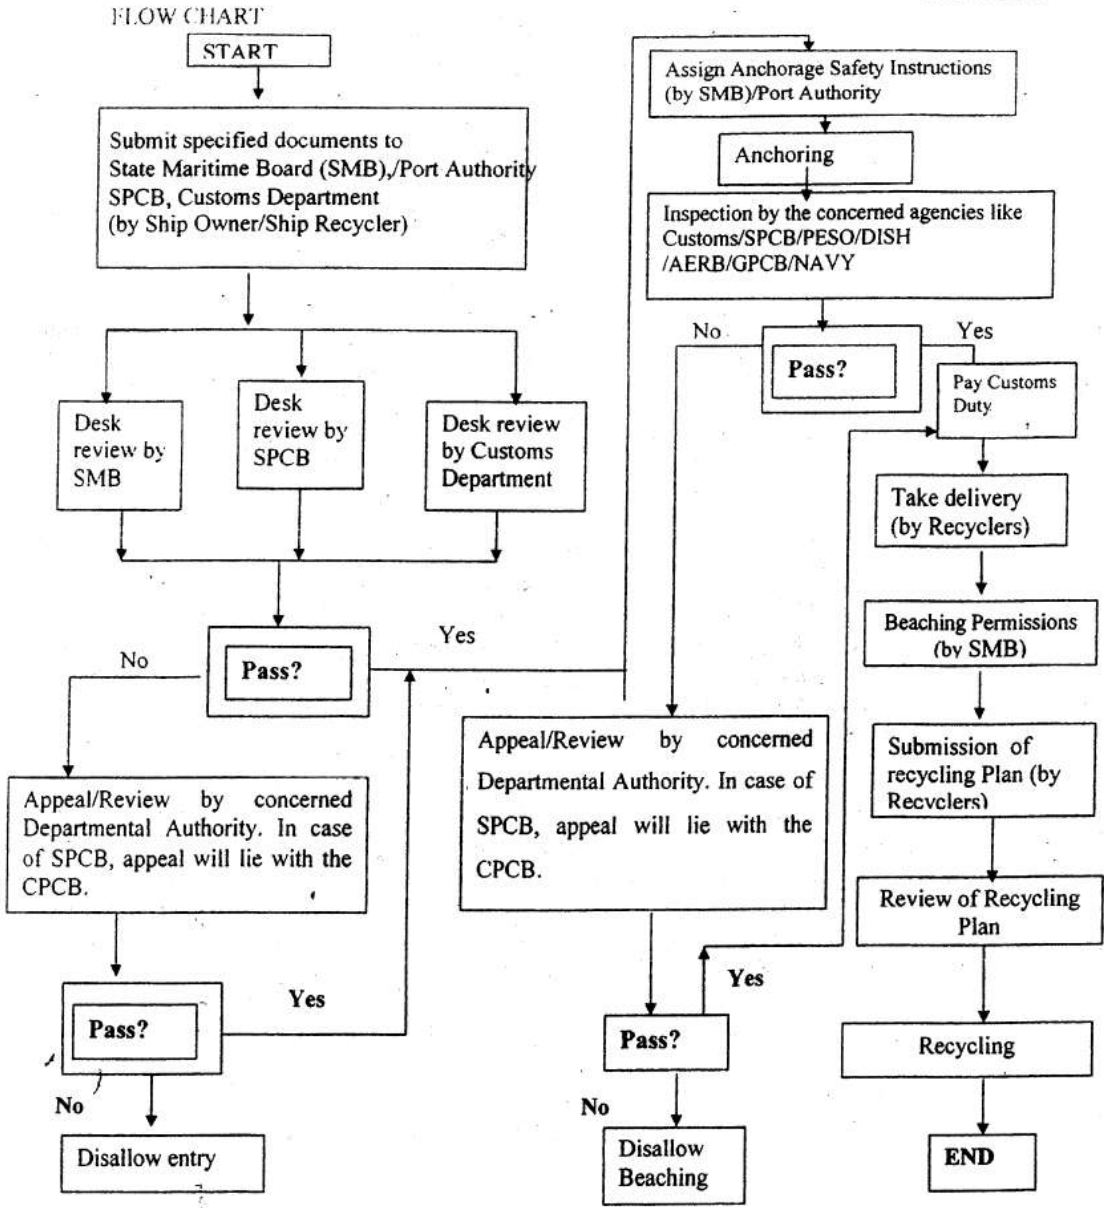 FLOW CHART
START
Submit specified documents to
State Maritime Board (SMB),/Port Authority
SPCB, Customs Department
(by Ship Owner/Ship Recycler)
Desk
review by
SMB
Desk
review by
SPCB
Desk review
by Customs
Department
Pass?
No
Yes
Appeal/Review by concerned
Departmental Authority. In case
of SPCB, appeal will lie with the
CPCB.
Pass?
Yes
No
Disallow entry
Assign Anchorage Safety Instructions
(by SMB)/Port Authority
Anchoring
Inspection by the concerned agencies like
Customs/SPCB/PESO/DISH
/AERB/GPCB/NAVY
No
Yes
Pass?
Appeal/Review by concerned
Departmental Authority. In case of
SPCB, appeal will lie with the
CPCB.
Yes
Pass?
No
Disallow
Beaching
Pay Customs
Duty
Take delivery
(by Recyclers)
Beaching Permissions
(by SMB)
Submission of
recycling Plan (by
Recyclers)
Review of Recycling
Plan
Recycling
END